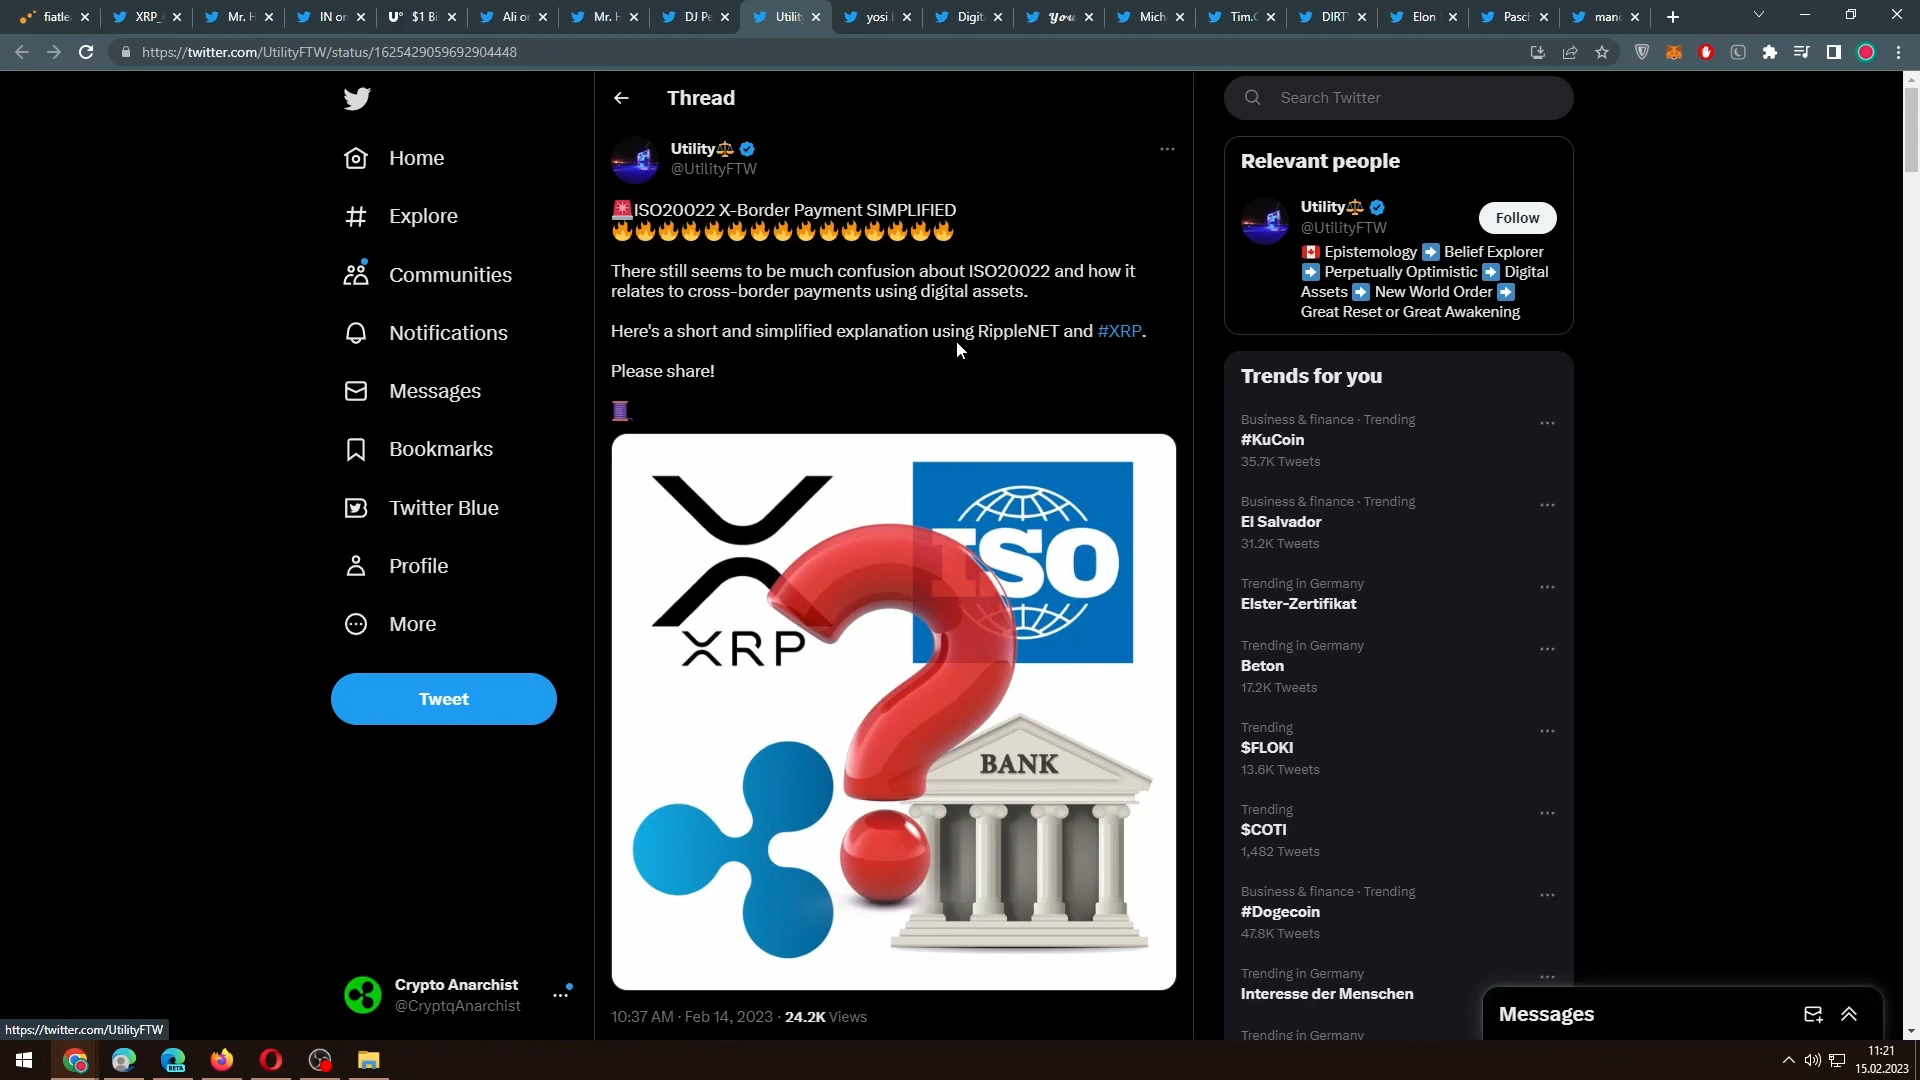 fiatle
XRP_
Mr. H
IN on
$1 Bi
Ali o
Mr. H
DJ Pe
Utility
yosi
Digit
You
Mich
Tim.
DIRT
Elon
Pasc
man
https://twitter.com/UtilityFTW/status/1625429059692904448
Home
Explore
Communities
Notifications
Messages
Bookmarks
Twitter Blue
Profile
More
Tweet
Crypto Anarchist
@CryptqAnarchist
https://twitter.com/UtilityFTW
Thread
Utility
@UtilityFTW
ISO20022 X-Border Payment SIMPLIFIED
There still seems to be much confusion about ISO20022 and how it
relates to cross-border payments using digital assets.
Here's a short and simplified explanation using RippleNET and #XRP.
Please share!
XRP
ISO
BANK
10:37 AM · Feb 14, 2023 · 24.2K Views
Search Twitter
Relevant people
Utility
@UtilityFTW
Follow
Epistemology ➡ Belief Explorer
➡ Perpetually Optimistic ➡ Digital
Assets ➡ New World Order ➡
Great Reset or Great Awakening
Trends for you
Business & finance · Trending
#KuCoin
35.7K Tweets
Business & finance · Trending
El Salvador
31.2K Tweets
Trending in Germany
Elster-Zertifikat
Trending in Germany
Beton
17.2K Tweets
Trending
$FLOKI
13.6K Tweets
Trending
$COTI
1,482 Tweets
Business & finance · Trending
#Dogecoin
47.8K Tweets
Trending in Germany
Interesse der Menschen
Trending in Germany
Messages
BETA
11:21
15.02.2023